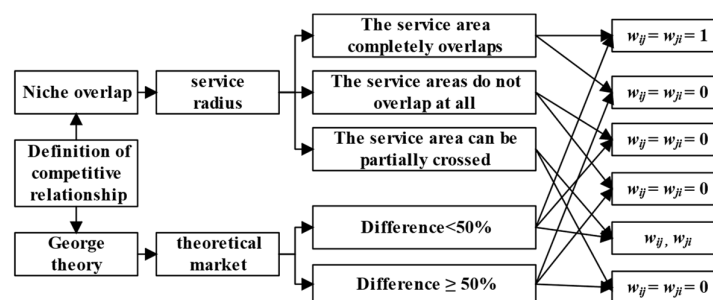 Niche overlap
Definition of
competitive
relationship
George
theory
service
radius
theoretical
market
The service area
completely overlaps
The service areas do not
overlap at all
The service area can be
partially crossed
Difference<50%
Difference ≥ 50%
wij = wji = 1
wij = wji = 0
wij = wji = 0
wij = wji = 0
wij , wji
wij = wji = 0